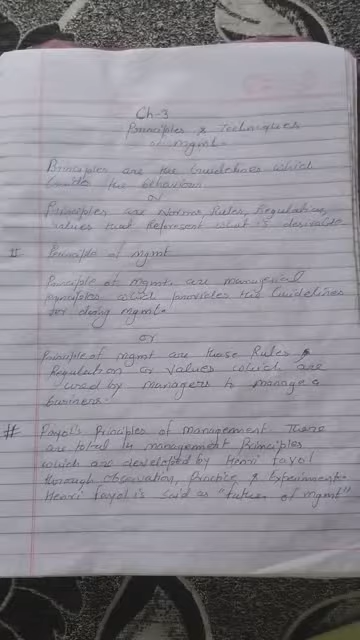 Ch-3
Principles & Techniques
of mgmt.
Principles are the Guidelines which
Guide the behaviour
or
Principles are Norms, Rules, Regulation,
values that Represent what is desirable
# Principle of mgmt
Principle of mgmt. are managerial
Principles which provides the Guidelines
for doing mgmt.
or
Principle of mgmt are those Rules &
Regulation or values which are
used by managers to manage a
business.
# Fayol's Principles of management There
are total 14 management Principles
which are developed by Henri fayol
through observation, Practice & Experiment.
Henri fayol is Said as "father of mgmt"